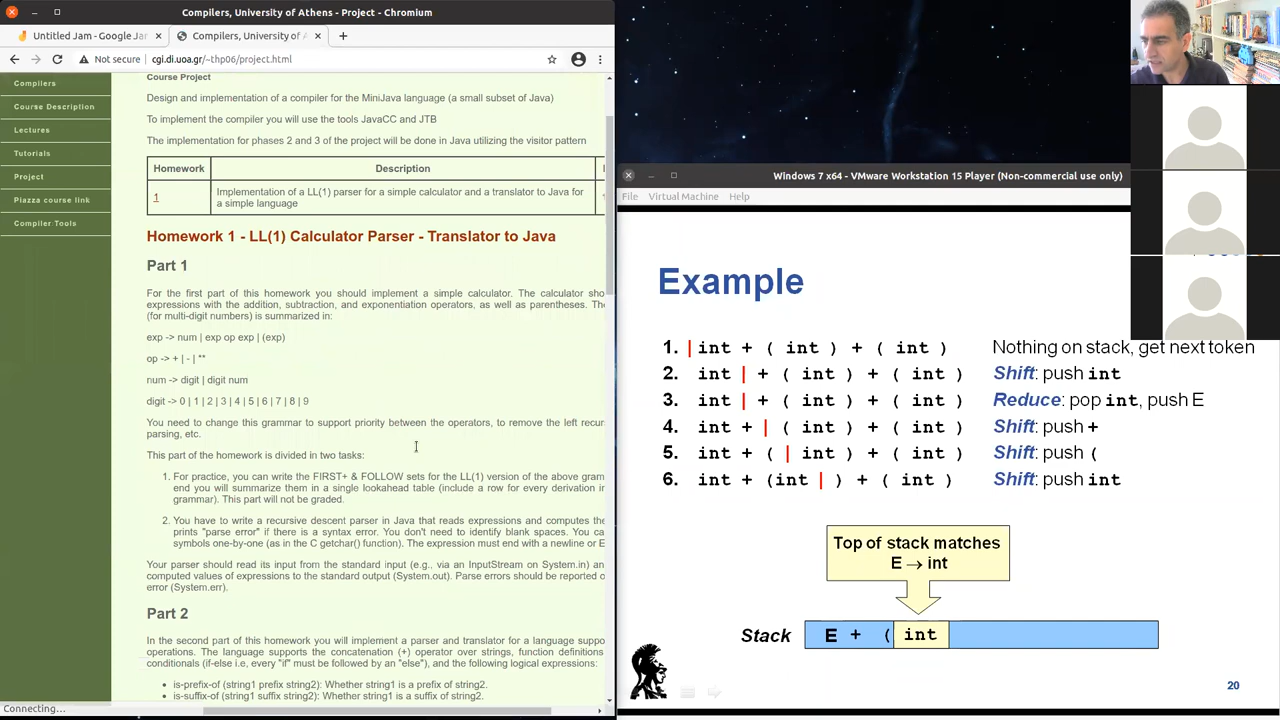 Compilers, University of Athens - Project - Chromium
Untitled Jam - Google Jar
Compilers, University of
Not secure
cgi.di.uoa.gr/~thp06/project.html
Compilers
Course Description
Lectures
Tutorials
Project
Piazza course link
Compiler Tools
Course Project
Design and implementation of a compiler for the MiniJava language (a small subset of Java)
To implement the compiler you will use the tools JavaCC and JTB
The implementation for phases 2 and 3 of the project will be done in Java utilizing the visitor pattern
Homework Description
1 Implementation of a LL(1) parser for a simple calculator and a translator to Java for
a simple language
Homework 1 - LL(1) Calculator Parser - Translator to Java
Part 1
For the first part of this homework you should implement a simple calculator. The calculator sho
expressions with the addition, subtraction, and exponentiation operators, as well as parentheses. The
(for multi-digit numbers) is summarized in:
exp -> num | exp op exp | (exp)
op -> + | - | **
num -> digit | digit num
digit -> 0 | 1 | 2 | 3 | 4 | 5 | 6 | 7 | 8 | 9
You need to change this grammar to support priority between the operators, to remove the left recur
parsing, etc.
This part of the homework is divided in two tasks:
1. For practice, you can write the FIRST+ & FOLLOW sets for the LL(1) version of the above gram
end you will summarize them in a single lookahead table (include a row for every derivation in
grammar). This part will not be graded.
2. You have to write a recursive descent parser in Java that reads expressions and computes the
prints "parse error" if there is a syntax error. You don't need to identify blank spaces. You ca
symbols one-by-one (as in the C getchar() function). The expression must end with a newline or E
Your parser should read its input from the standard input (e.g., via an InputStream on System.in) an
computed values of expressions to the standard output (System.out). Parse errors should be reported o
error (System.err).
Part 2
In the second part of this homework you will implement a parser and translator for a language suppo
operations. The language supports the concatenation (+) operator over strings, function definitions
conditionals (if-else i.e, every "if" must be followed by an "else"), and the following logical expressions:
• is-prefix-of (string1 prefix string2): Whether string1 is a prefix of string2.
• is-suffix-of (string1 suffix string2): Whether string1 is a suffix of string2.
Connecting...
Windows 7 x64 - VMware Workstation 15 Player (Non-commercial use only)
File Virtual Machine Help
Example
1. | int + ( int ) + ( int ) Nothing on stack, get next token
2. int | + ( int ) + ( int ) Shift: push int
3. int | + ( int ) + ( int ) Reduce: pop int, push E
4. int + | ( int ) + ( int ) Shift: push +
5. int + ( | int ) + ( int ) Shift: push (
6. int + (int | ) + ( int ) Shift: push int
Top of stack matches
E → int
Stack E + ( int
20